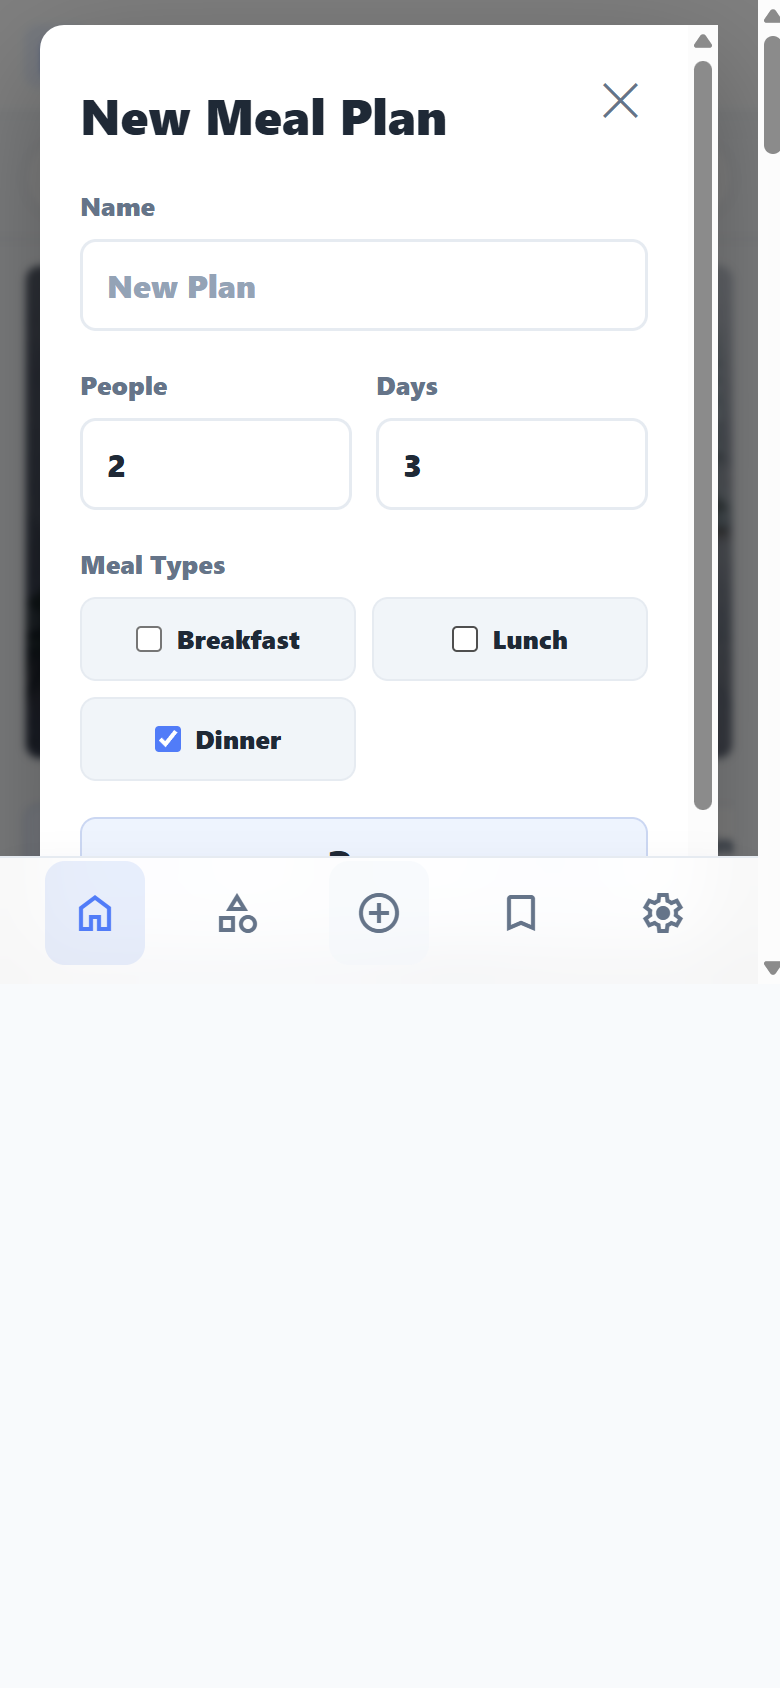 New Meal Plan
Name
New Plan
People Days
2 3
Meal Types
Breakfast Lunch
Dinner